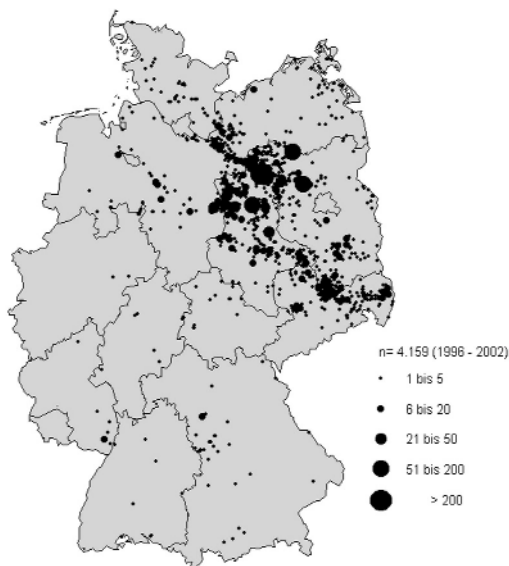 n= 4.159 (1996 - 2002)
1 bis 5
6 bis 20
21 bis 50
51 bis 200
> 200